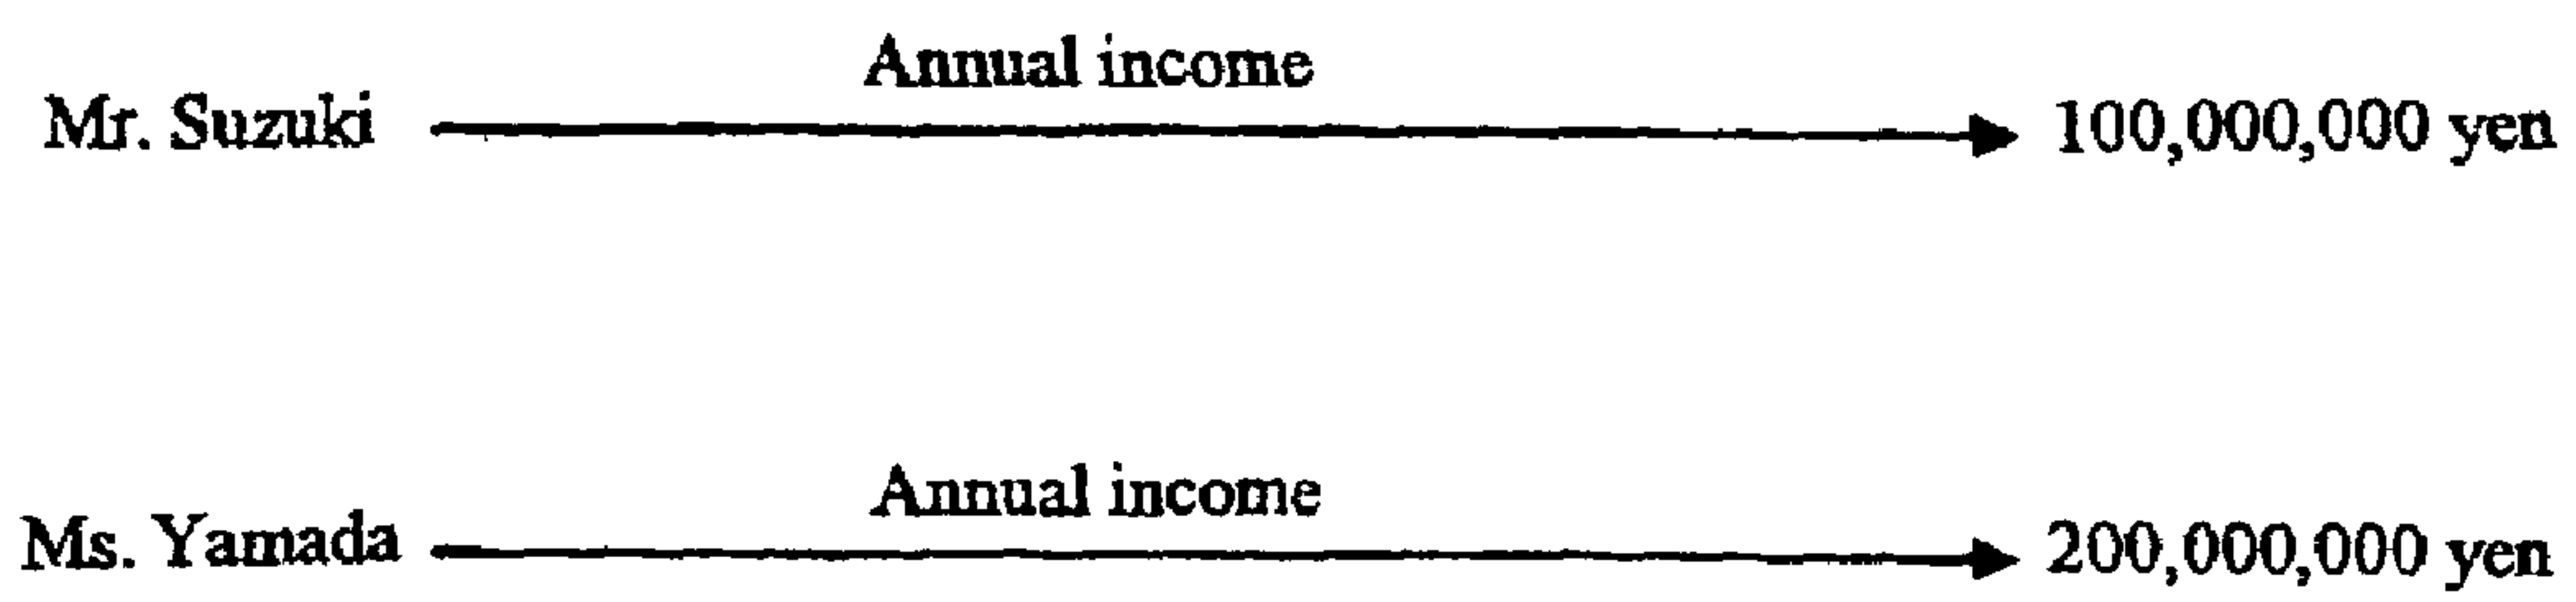 Annual income
Mr. Suzuki 100,000,000 yen
Annual income
Ms. Yamada 200,000,000 yen